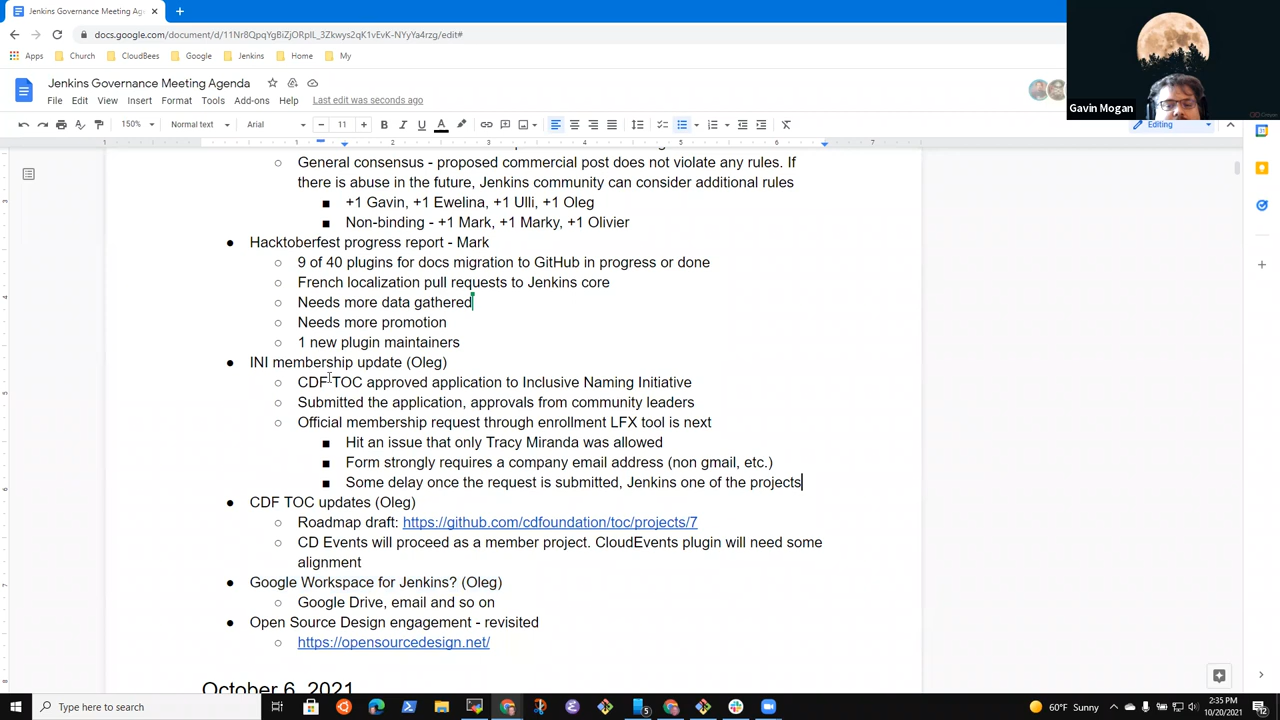 Jenkins Governance Meeting Age
docs.google.com/document/d/11Nr8QpqYgBiZjORpIL_3Zkwys2qK1vEvK-NYyYa4rzg/edit#
Apps
Church
CloudBees
Google
Jenkins
Home
My
Jenkins Governance Meeting Agenda
File Edit View Insert Format Tools Add-ons Help Last edit was seconds ago
Gavin Mogan
150% Normal text Arial 11 Editing
1 1 2 3 4 5 6 7
General consensus - proposed commercial post does not violate any rules. If
there is abuse in the future, Jenkins community can consider additional rules
+1 Gavin, +1 Ewelina, +1 Ulli, +1 Oleg
Non-binding - +1 Mark, +1 Marky, +1 Olivier
Hacktoberfest progress report - Mark
9 of 40 plugins for docs migration to GitHub in progress or done
French localization pull requests to Jenkins core
Needs more data gathered
Needs more promotion
1 new plugin maintainers
INI membership update (Oleg)
CDF TOC approved application to Inclusive Naming Initiative
Submitted the application, approvals from community leaders
Official membership request through enrollment LFX tool is next
Hit an issue that only Tracy Miranda was allowed
Form strongly requires a company email address (non gmail, etc.)
Some delay once the request is submitted, Jenkins one of the projects
CDF TOC updates (Oleg)
Roadmap draft: https://github.com/cdfoundation/toc/projects/7
CD Events will proceed as a member project. CloudEvents plugin will need some
alignment
Google Workspace for Jenkins? (Oleg)
Google Drive, email and so on
Open Source Design engagement - revisited
https://opensourcedesign.net/
October 6, 2021
Type here to search
5
60°F Sunny
2:35 PM
10/20/2021
12